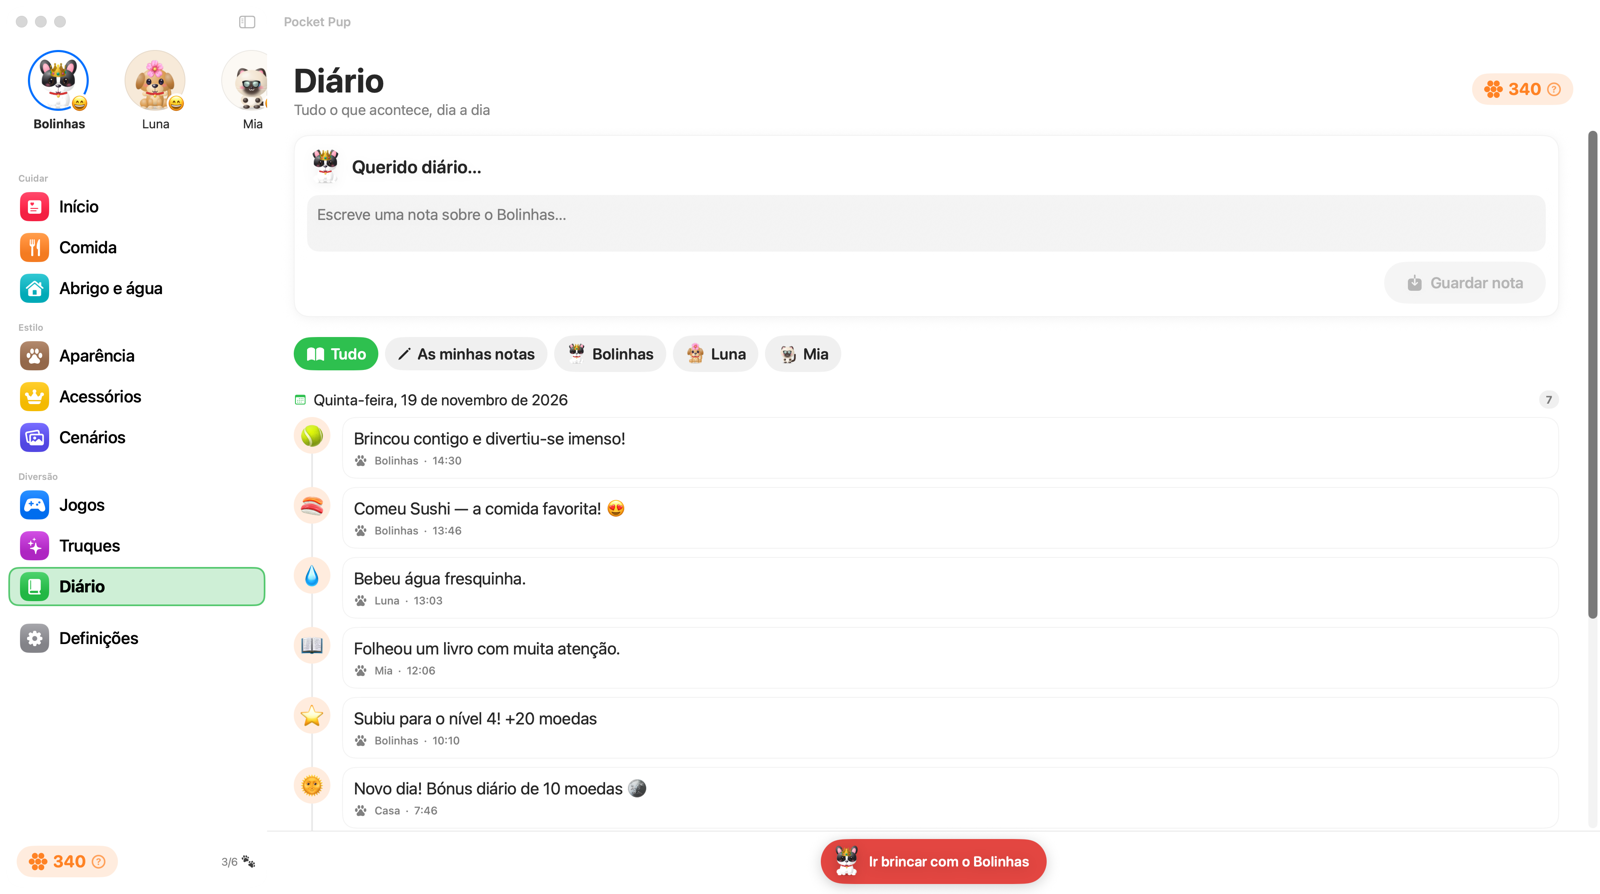 Pocket Pup
Bolinhas
Luna
Mia
Cuidar
Início
Comida
Abrigo e água
Estilo
Aparência
Acessórios
Cenários
Diversão
Jogos
Truques
Diário
Definições
340
3/6
Diário
Tudo o que acontece, dia a dia
340
Querido diário...
Escreve uma nota sobre o Bolinhas...
Guardar nota
Tudo
As minhas notas
Bolinhas
Luna
Mia
Quinta-feira, 19 de novembro de 2026
7
Brincou contigo e divertiu-se imenso!
Bolinhas · 14:30
Comeu Sushi — a comida favorita! 😍
Bolinhas · 13:46
Bebeu água fresquinha.
Luna · 13:03
Folheou um livro com muita atenção.
Mia · 12:06
Subiu para o nível 4! +20 moedas
Bolinhas · 10:10
Novo dia! Bónus diário de 10 moedas
Casa · 7:46
Ir brincar com o Bolinhas